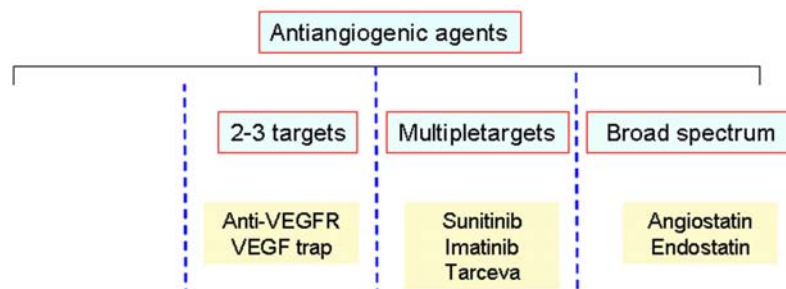 Antiangiogenic agents
2-3 targets
Multipletargets
Broad spectrum
Anti-VEGFR
VEGF trap
Sunitinib
Imatinib
Tarceva
Angiostatin
Endostatin